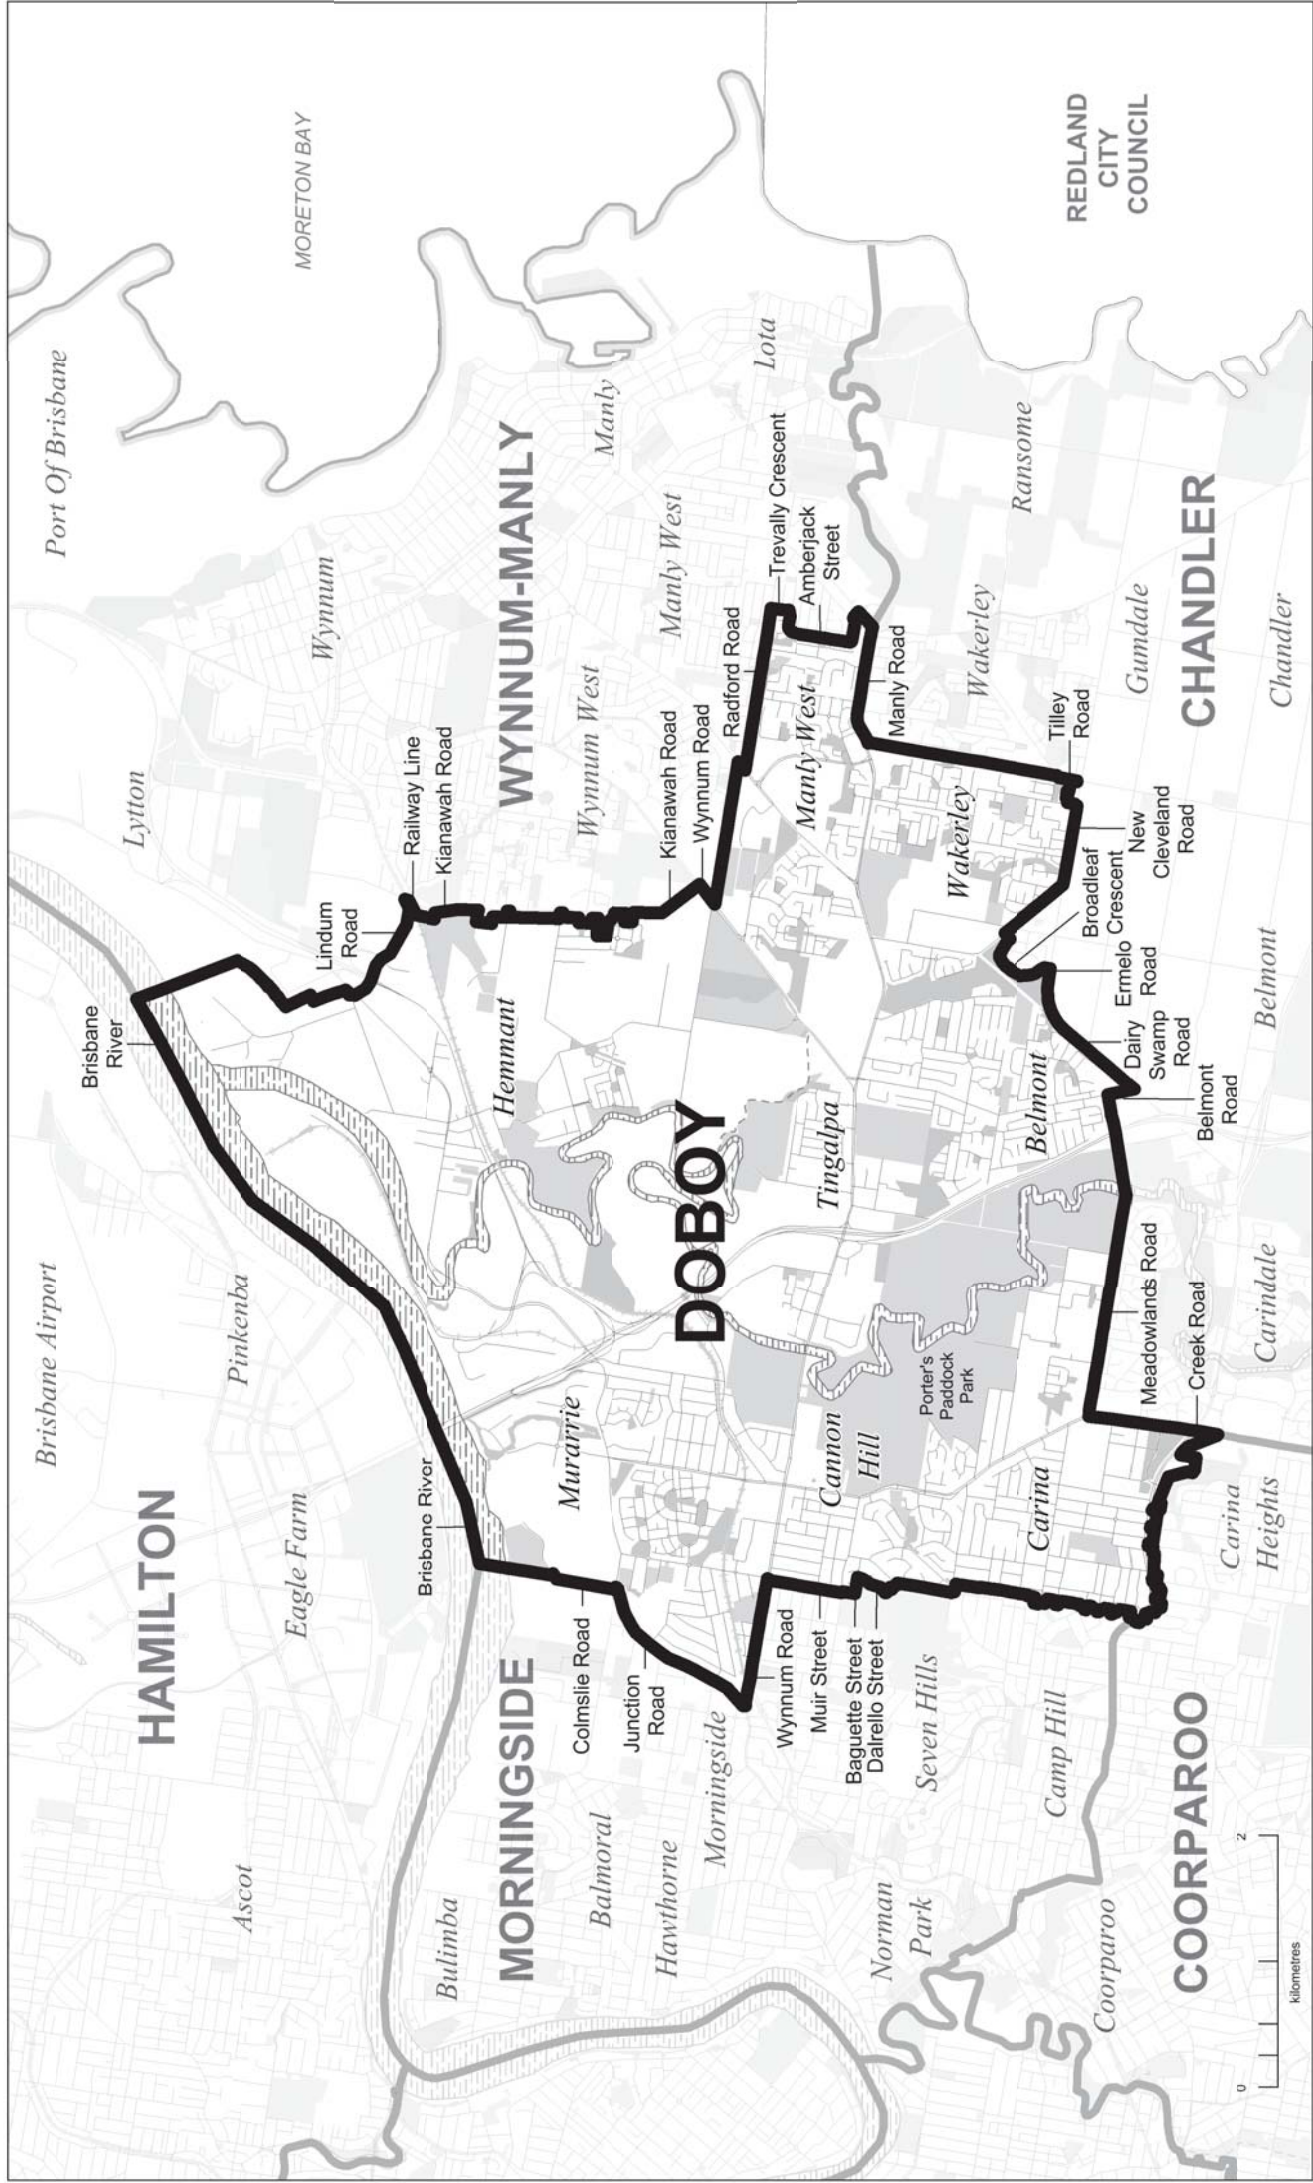 Port Of Brisbane
MORETON BAY
Brisbane Airport
Lytton
Brisbane
River
HAMILTON
Pinkenba
Wynnum
Eagle Farm
Ascot
Lindum
Road
Railway Line
Kianawah Road
Brisbane River
Bulimba
Hemmant
WYNNUM-MANLY
MORNINGSIDE
Murarrie
Wynnum West
Manly
Colmslie Road
Balmoral
Junction
Road
Hawthorne
Manly West
Kianawah Road
Wynnum Road
DOBOY
Morningside
Radford Road
Lota
Trevally Crescent
Amberjack
Street
Wynnum Road
Muir Street
Manly West
Tingalpa
Cannon
Hill
Baguette Street
Dalrello Street
Manly Road
Norman
Park
Seven Hills
Porter's
Paddock
Park
Wakerley
Wakerley
Ransome
REDLAND
CITY
COUNCIL
Carina
Belmont
Camp Hill
Tilley
Road
Coorparoo
Broadleaf
Crescent
Ermelo
Road
New
Cleveland
Road
Gumdale
Dairy
Swamp
Road
Meadowlands Road
Belmont
Road
Creek Road
CHANDLER
COORPAROO
Carina
Heights
Carindale
Belmont
Chandler
0
2
kilometres